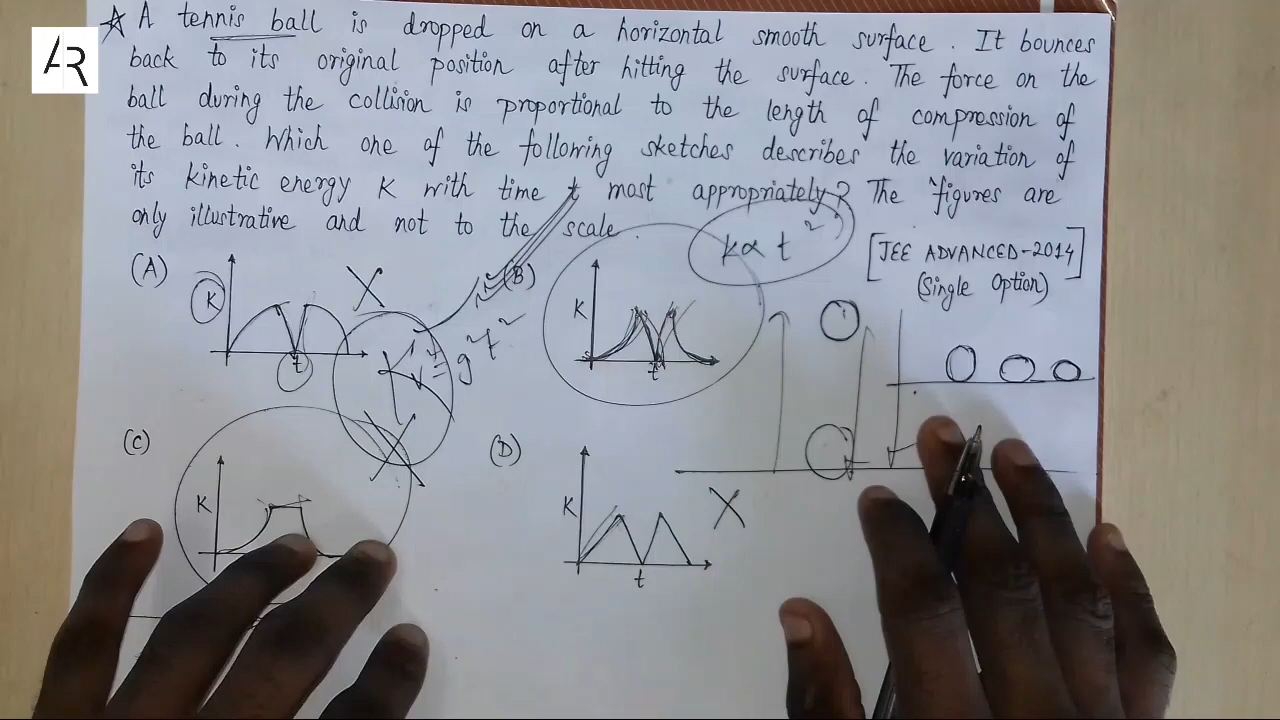 AR
☆ A tennis ball is dropped on a horizontal smooth surface. It bounces
back to its original position after hitting the surface. The force on the
ball during the collision is proportional to the length of compression of
the ball. Which one of the following sketches describes the variation of
its kinetic energy K with time t most appropriately? The figures are
only illustrative and not to the scale.
K ∝ t²
[JEE ADVANCED-2014]
(Single Option)
(A)
K
t
X
(B)
K
t
g²t²
(C)
K
(D)
K
t
X